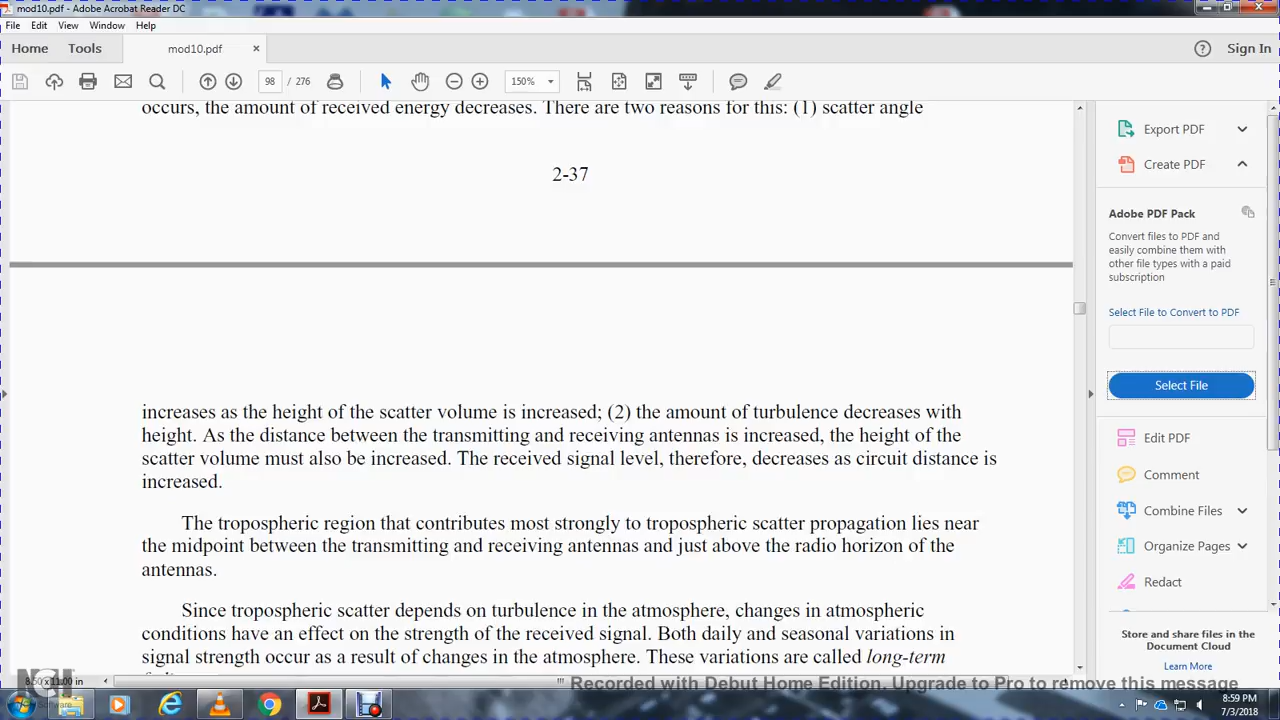 mod10.pdf - Adobe Acrobat Reader DC
File Edit View Window Help
Home Tools mod10.pdf × Sign In
98 / 276 150%
occurs, the amount of received energy decreases. There are two reasons for this: (1) scatter angle
2-37
increases as the height of the scatter volume is increased; (2) the amount of turbulence decreases with
height. As the distance between the transmitting and receiving antennas is increased, the height of the
scatter volume must also be increased. The received signal level, therefore, decreases as circuit distance is
increased.
The tropospheric region that contributes most strongly to tropospheric scatter propagation lies near
the midpoint between the transmitting and receiving antennas and just above the radio horizon of the
antennas.
Since tropospheric scatter depends on turbulence in the atmosphere, changes in atmospheric
conditions have an effect on the strength of the received signal. Both daily and seasonal variations in
signal strength occur as a result of changes in the atmosphere. These variations are called long-term
Export PDF
Create PDF
Adobe PDF Pack
Convert files to PDF and
easily combine them with
other file types with a paid
subscription
Select File to Convert to PDF
Select File
Edit PDF
Comment
Combine Files
Organize Pages
Redact
Store and share files in the
Document Cloud
Learn More
8.50 x 11.00 in
Recorded with Debut Home Edition. Upgrade to Pro to remove this message
8:59 PM
7/3/2018